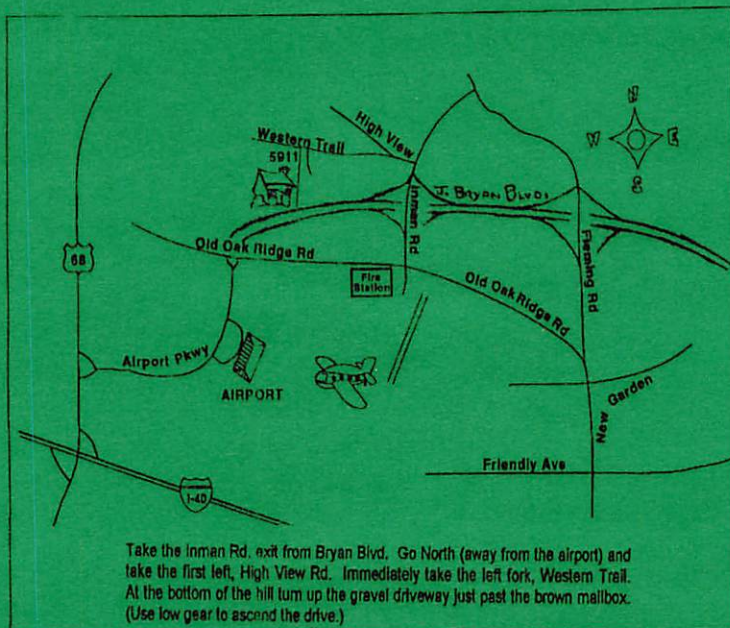 N
High View
Western Trail
5911
W
E
S
J. BRYAN BLVD.
Inman Rd
68
Old Oak Ridge Rd
Fire
Station
Old Oak Ridge Rd
Fleming Rd
Airport Pkwy
AIRPORT
New Garden
Friendly Ave
I-40
Take the Inman Rd. exit from Bryan Blvd. Go North (away from the airport) and
take the first left, High View Rd. Immediately take the left fork, Western Trail.
At the bottom of the hill turn up the gravel driveway just past the brown mailbox.
(Use low gear to ascend the drive.)